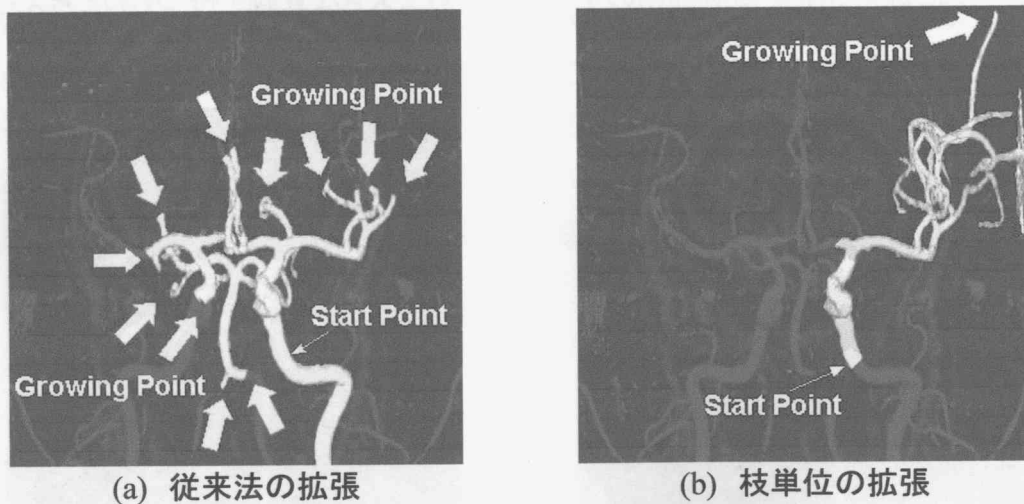 Growing Point
Start Point
Growing Point
(a) 従来法の拡張
Growing Point
Start Point
(b) 枝単位の拡張